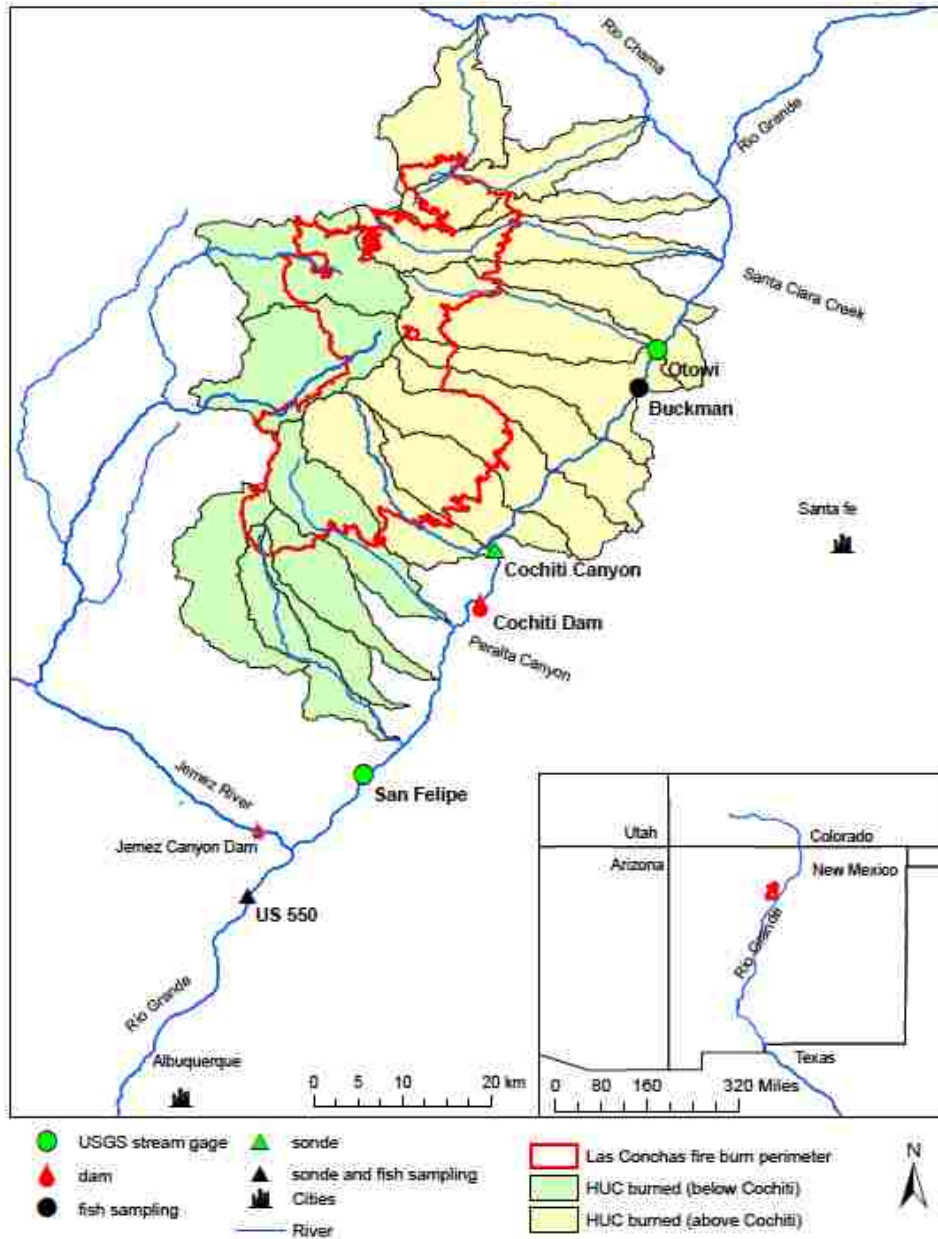 Rio Chama
Rio Grande
Santa Clara Creek
Otowi
Buckman
Santa fe
Cochiti Canyon
Cochiti Dam
Peralta Canyon
San Felipe
Jemez River
Jemez Canyon Dam
US 550
Rio Grande
Albuquerque
0 5 10 20 km
Utah
Colorado
Arizona
New Mexico
Rio Grande
Texas
0 80 160 320 Miles
USGS stream gage
dam
fish sampling
sonde
sonde and fish sampling
Cities
River
Las Conchas fire burn perimeter
HUC burned (below Cochiti)
HUC burned (above Cochiti)
N